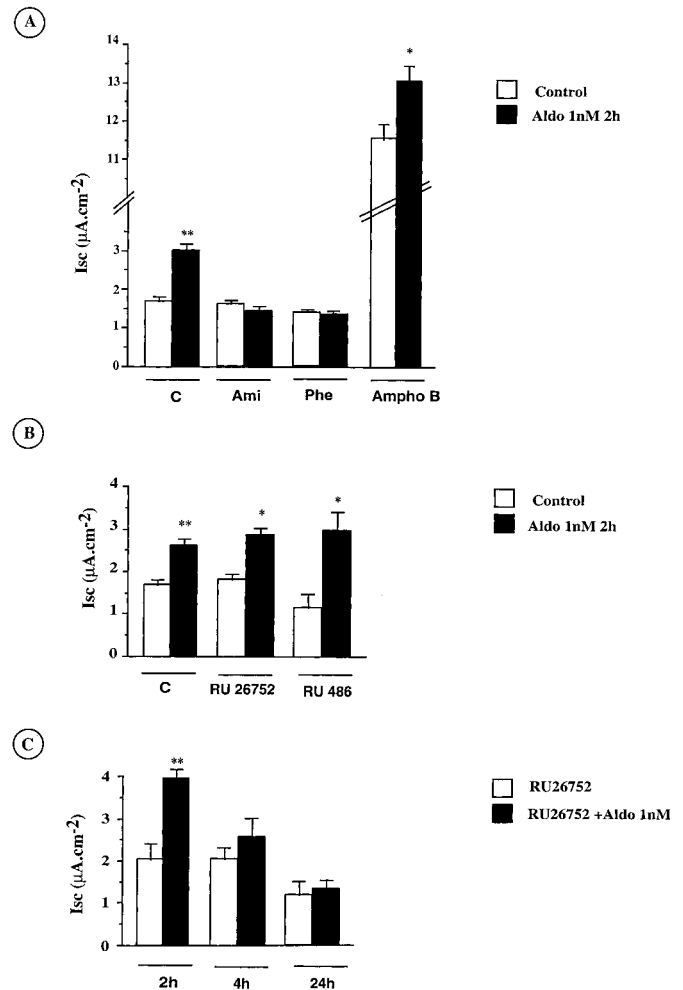 A
14
13
12
11
3
2
1
0
Isc (µA.cm-2)
**
*
C
Ami
Phe
Ampho B
Control
Aldo 1nM 2h
B
4
3
2
1
0
Isc (µA.cm-2)
**
*
*
C
RU 26752
RU 486
Control
Aldo 1nM 2h
C
4
3
2
1
0
Isc (µA.cm-2)
**
2h
4h
24h
RU26752
RU26752 +Aldo 1nM